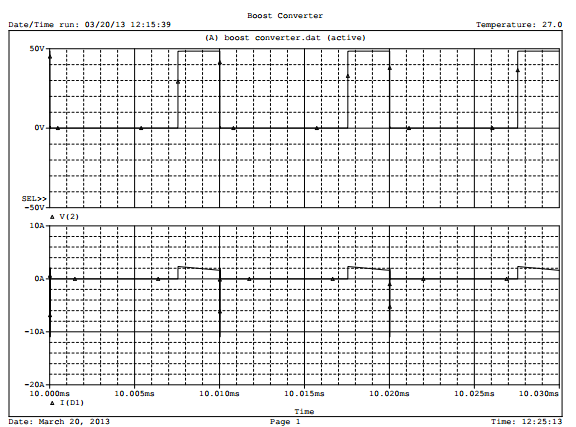 Boost Converter
Date/Time run: 03/20/13 12:15:39 Temperature: 27.0
(A) boost converter.dat (active)
50V
0V
SEL>>
-50V
V(2)
10A
0A
-10A
-20A
10.000ms 10.005ms 10.010ms 10.015ms 10.020ms 10.025ms 10.030ms
I(D1)
Time
Date: March 20, 2013 Page 1 Time: 12:25:13